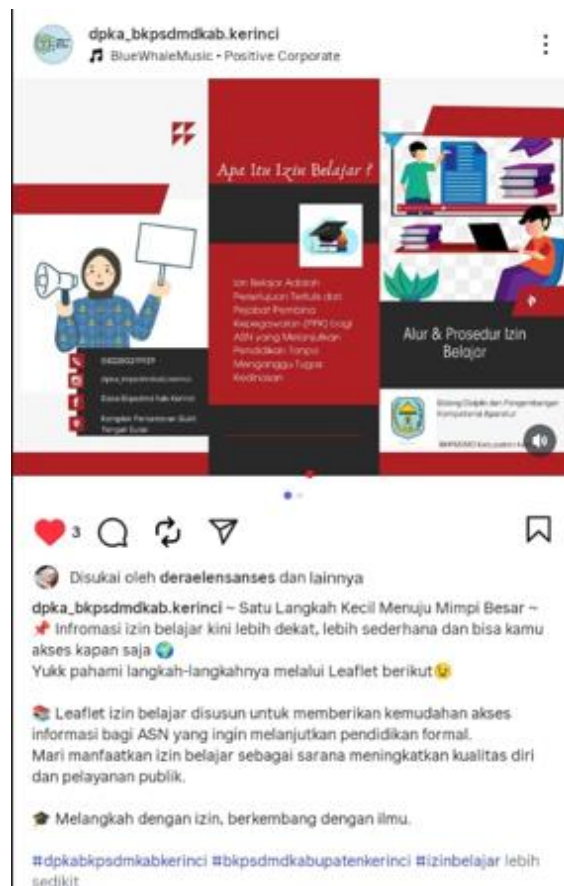 dpka_bkpsdmdkab.kerinci
BlueWhaleMusic • Positive Corporate
Apa Itu Izin Belajar ?
Izin Belajar Adalah
Persetujuan Tertulis dari
Pejabat Pembina
Kepegawaian (PPK) bagi
ASN yang Melanjutkan
Pendidikan Tanpa
Mengganggu Tugas
Kedinasan
Alur & Prosedur Izin
Belajar
Bidang Disiplin dan Pengembangan
Kompetensi Aparatur
3
Disukai oleh deraelensanses dan lainnya
dpka_bkpsdmdkab.kerinci ~ Satu Langkah Kecil Menuju Mimpi Besar ~
📌 Infromasi izin belajar kini lebih dekat, lebih sederhana dan bisa kamu
akses kapan saja 🌍
Yukk pahami langkah-langkahnya melalui Leaflet berikut😉
📚 Leaflet izin belajar disusun untuk memberikan kemudahan akses
informasi bagi ASN yang ingin melanjutkan pendidikan formal.
Mari manfaatkan izin belajar sebagai sarana meningkatkan kualitas diri
dan pelayanan publik.
🎓 Melangkah dengan izin, berkembang dengan ilmu.
#dpkabkpsdmkabkerinci #bkpsdmdkabupatenkerinci #izinbelajar lebih
sedikit